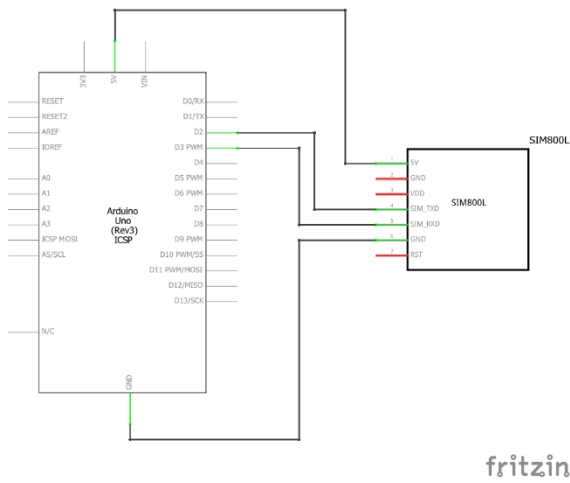 3V3
5V
VIN
RESET
RESET2
AREF
IOREF
A0
A1
A2
A3
ICSP MOSI
A5/SCL
N/C
Arduino
Uno
(Rev3)
ICSP
D0/RX
D1/TX
D2
D3 PWM
D4
D5 PWM
D6 PWM
D7
D8
D9 PWM
D10 PWM/SS
D11 PWM/MOSI
D12/MISO
D13/SCK
GND
SIM800L
1 5V
2 GND
3 VDD
4 SIM_TXD
5 SIM_RXD
6 GND
7 RST
SIM800L
fritzin